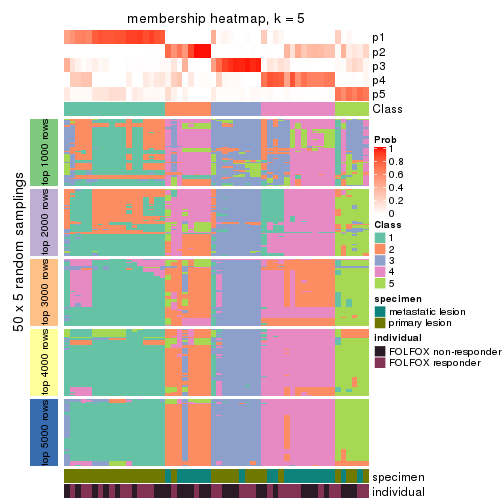 membership heatmap, k = 5
p1
p2
p3
p4
p5
Class
50 x 5 random samplings
top 1000 rows
top 2000 rows
top 3000 rows
top 4000 rows
top 5000 rows
specimen
individual
Prob
1
0.8
0.6
0.4
0.2
0
Class
1
2
3
4
5
specimen
metastatic lesion
primary lesion
individual
FOLFOX non-responder
FOLFOX responder